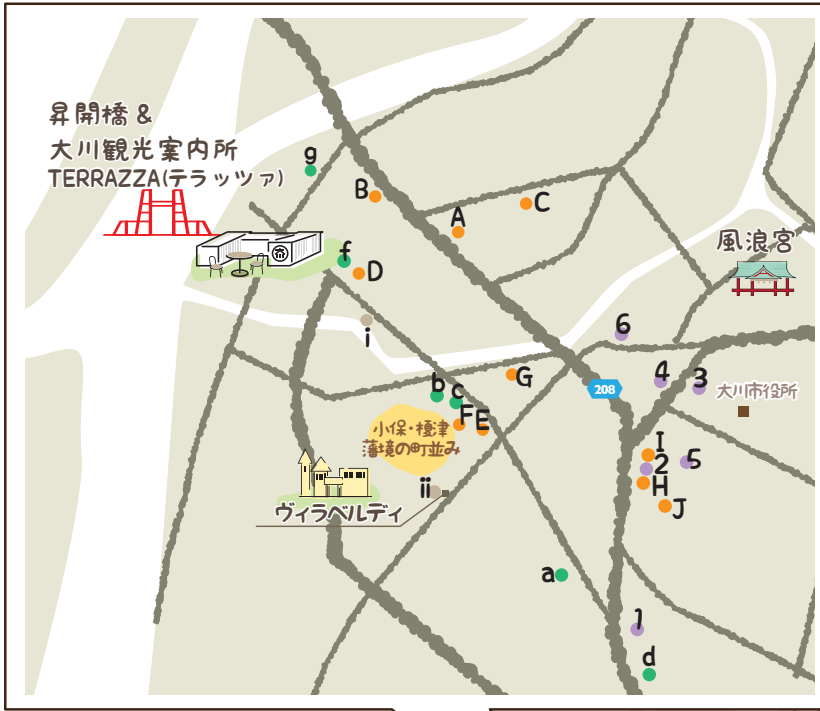 昇開橋 &
大川観光案内所
TERRAZZA(テラッツァ)
g
B
A
C
f
D
i
風浪宮
6
4
3
大川市役所
208
G
b
c
F
E
小保・榎津
藩境の町並み
I
2
5
H
J
ii
ヴィラベルディ
a
1
d